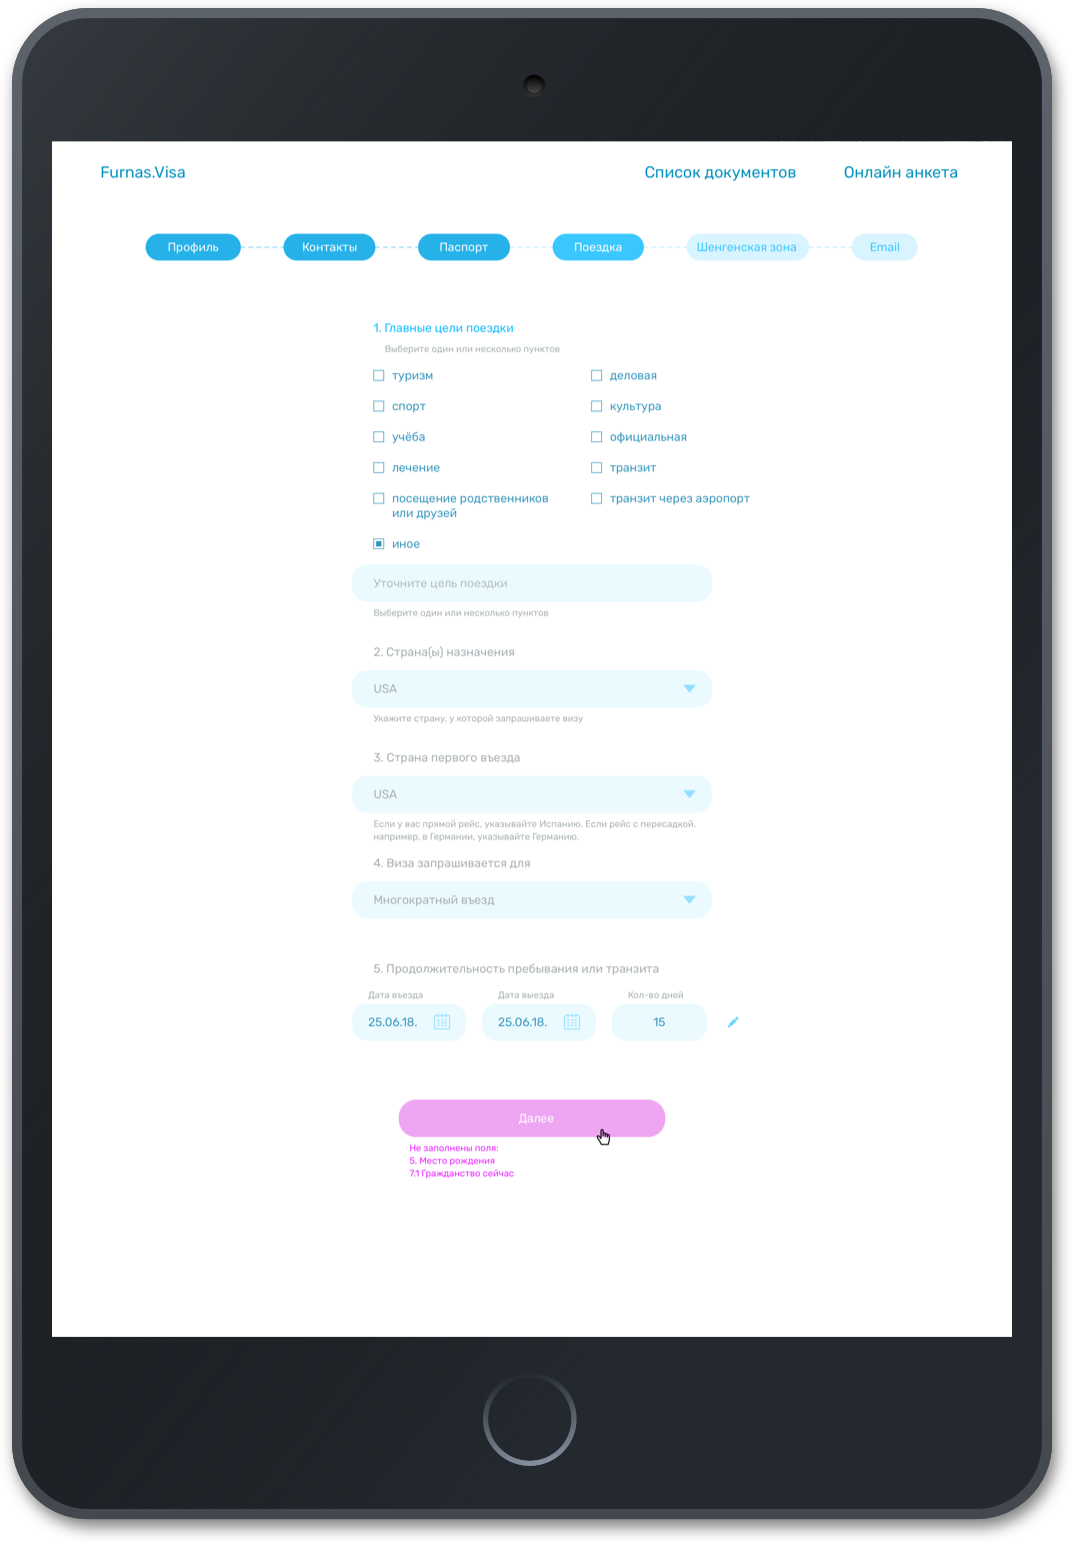 Furnas.Visa
Список документов
Онлайн анкета
Профиль
Контакты
Паспорт
Поездка
Шенгенская зона
Email
1. Главные цели поездки
Выберите один или несколько пунктов
туризм
деловая
спорт
культура
учёба
официальная
лечение
транзит
посещение родственников
или друзей
транзит через аэропорт
иное
Уточните цель поездки
Выберите один или несколько пунктов
2. Страна(ы) назначения
USA
Укажите страну, у которой запрашиваете визу
3. Страна первого въезда
USA
Если у вас прямой рейс, указывайте Испанию. Если рейс с пересадкой,
например, в Германии, указывайте Германию.
4. Виза запрашивается для
Многократный въезд
5. Продолжительность пребывания или транзита
Дата въезда
Дата выезда
Кол-во дней
25.06.18.
25.06.18.
15
Далее
Не заполнены поля:
5. Место рождения
7.1 Гражданство сейчас